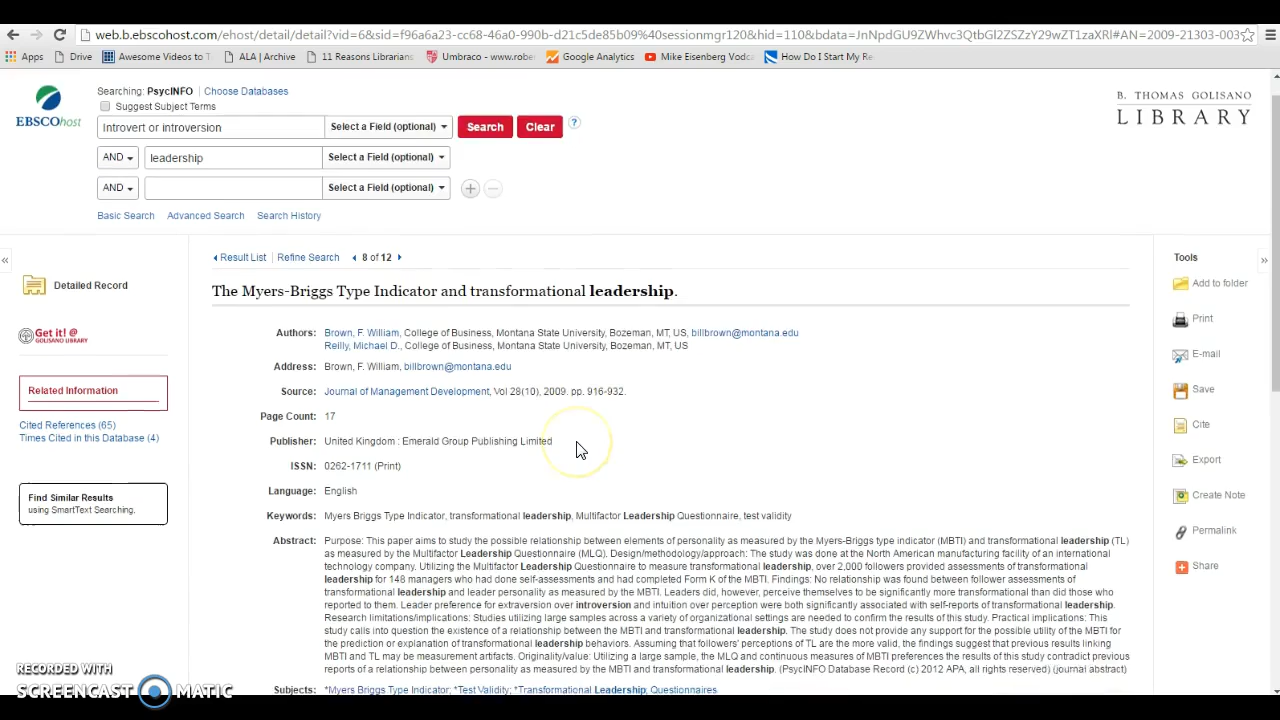 web.b.ebscohost.com/ehost/detail/detail?vid=6&sid=f96a6a23-cc68-46a0-990b-d21c5de85b09%40sessionmgr120&hid=110&bdata=JnNpdGU9ZWhvc3QtbGl2ZSZzY29wZT1zaXRl#AN=2009-21303-003
Apps Drive Awesome Videos to T ALA | Archive 11 Reasons Librarians Umbraco - www.robe Google Analytics Mike Eisenberg Vodc How Do I Start My Re
Searching: PsycINFO Choose Databases
Suggest Subject Terms
EBSCOhost
B. THOMAS GOLISANO
LIBRARY
Introvert or introversion Select a Field (optional) Search Clear ?
AND leadership Select a Field (optional)
AND Select a Field (optional)
Basic Search Advanced Search Search History
« Result List Refine Search 8 of 12 Tools »
Detailed Record
The Myers-Briggs Type Indicator and transformational leadership.
Add to folder
Get it! @
GOLISANO LIBRARY
Print
Authors: Brown, F. William, College of Business, Montana State University, Bozeman, MT, US, billbrown@montana.edu
Reilly, Michael D., College of Business, Montana State University, Bozeman, MT, US
E-mail
Address: Brown, F. William, billbrown@montana.edu
Related Information
Source: Journal of Management Development, Vol 28(10), 2009. pp. 916-932.
Save
Page Count: 17
Cited References (65)
Times Cited in this Database (4)
Cite
Publisher: United Kingdom : Emerald Group Publishing Limited
Export
ISSN: 0262-1711 (Print)
Find Similar Results
using SmartText Searching.
Language: English
Create Note
Keywords: Myers Briggs Type Indicator, transformational leadership, Multifactor Leadership Questionnaire, test validity
Permalink
Share
Abstract: Purpose: This paper aims to study the possible relationship between elements of personality as measured by the Myers-Briggs type indicator (MBTI) and transformational leadership (TL)
as measured by the Multifactor Leadership Questionnaire (MLQ). Design/methodology/approach: The study was done at the North American manufacturing facility of an international
technology company. Utilizing the Multifactor Leadership Questionnaire to measure transformational leadership, over 2,000 followers provided assessments of transformational
leadership for 148 managers who had done self-assessments and had completed Form K of the MBTI. Findings: No relationship was found between follower assessments of
transformational leadership and leader personality as measured by the MBTI. Leaders did, however, perceive themselves to be significantly more transformational than did those who
reported to them. Leader preference for extraversion over introversion and intuition over perception were both significantly associated with self-reports of transformational leadership.
Research limitations/implications: Studies utilizing large samples across a variety of organizational settings are needed to confirm the results of this study. Practical implications: This
study calls into question the existence of a relationship between the MBTI and transformational leadership. The study does not provide any support for the possible utility of the MBTI for
the prediction or explanation of transformational leadership behaviors. Assuming that followers' perceptions of TL are the more valid, the findings suggest that previous results linking
MBTI and TL may be measurement artifacts. Originality/value: Utilizing a large sample, the MLQ and continuous measures of MBTI preferences the results of this study contradict previous
reports of a relationship between personality as measured by the MBTI and transformational leadership. (PsycINFO Database Record (c) 2012 APA, all rights reserved) (journal abstract)
Subjects: *Myers Briggs Type Indicator; *Test Validity; *Transformational Leadership; Questionnaires
RECORDED WITH
SCREENCAST MATIC